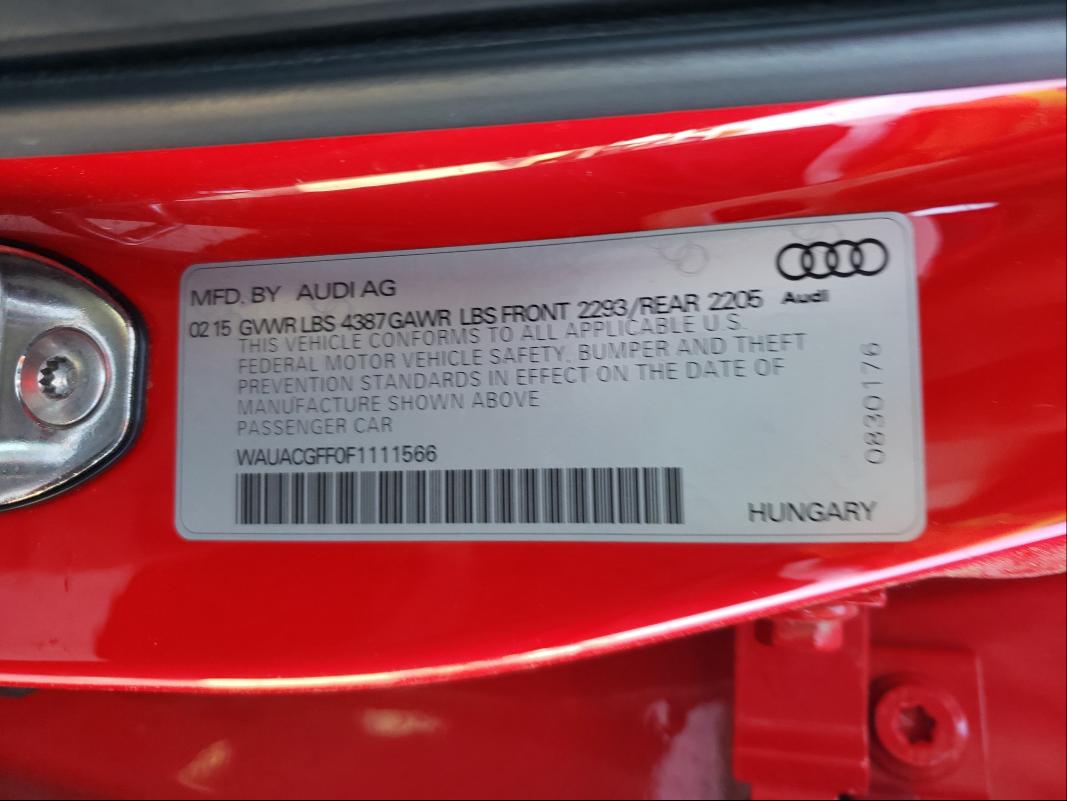 MFD. BY AUDI AG
Audi
02 15 GVWR LBS 4387 GAWR LBS FRONT 2293/REAR 2205
THIS VEHICLE CONFORMS TO ALL APPLICABLE U.S.
FEDERAL MOTOR VEHICLE SAFETY, BUMPER AND THEFT
PREVENTION STANDARDS IN EFFECT ON THE DATE OF
MANUFACTURE SHOWN ABOVE
PASSENGER CAR
WAUACGFF0F1111566
HUNGARY
0830176